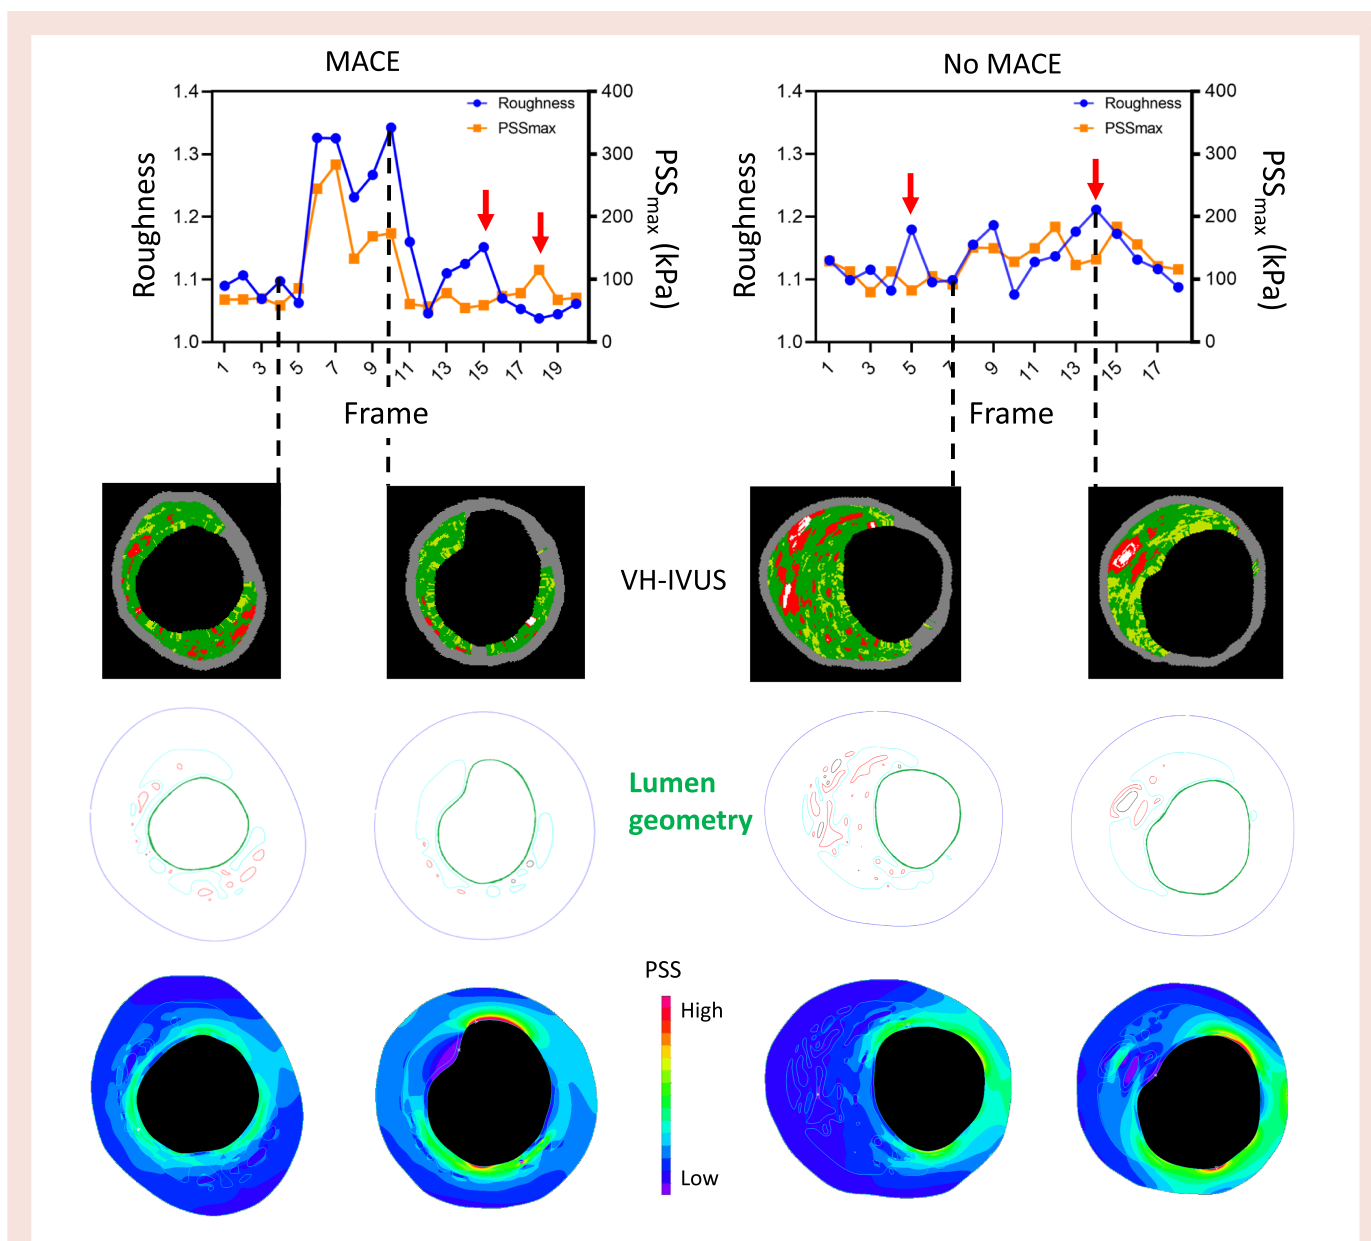 MACE
No MACE
1.4
1.3
1.2
1.1
1.0
Roughness
400
300
200
100
0
PSSmax (kPa)
Roughness
PSSmax
1 3 5 7 9 11 13 15 17 19
Frame
1.4
1.3
1.2
1.1
1.0
Roughness
400
300
200
100
0
PSSmax (kPa)
Roughness
PSSmax
1 3 5 7 9 11 13 15 17
Frame
VH-IVUS
Lumen
geometry
PSS
High
Low